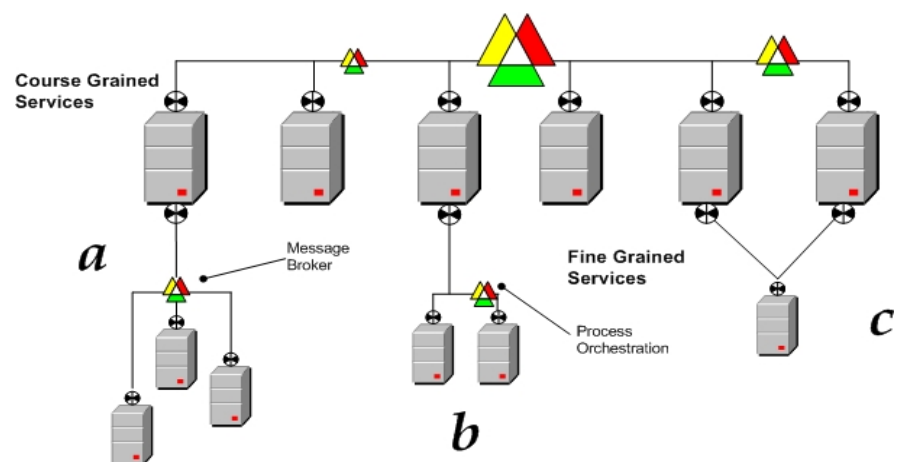 Course Grained
Services
a
Message
Broker
Fine Grained
Services
Process
Orchestration
b
c